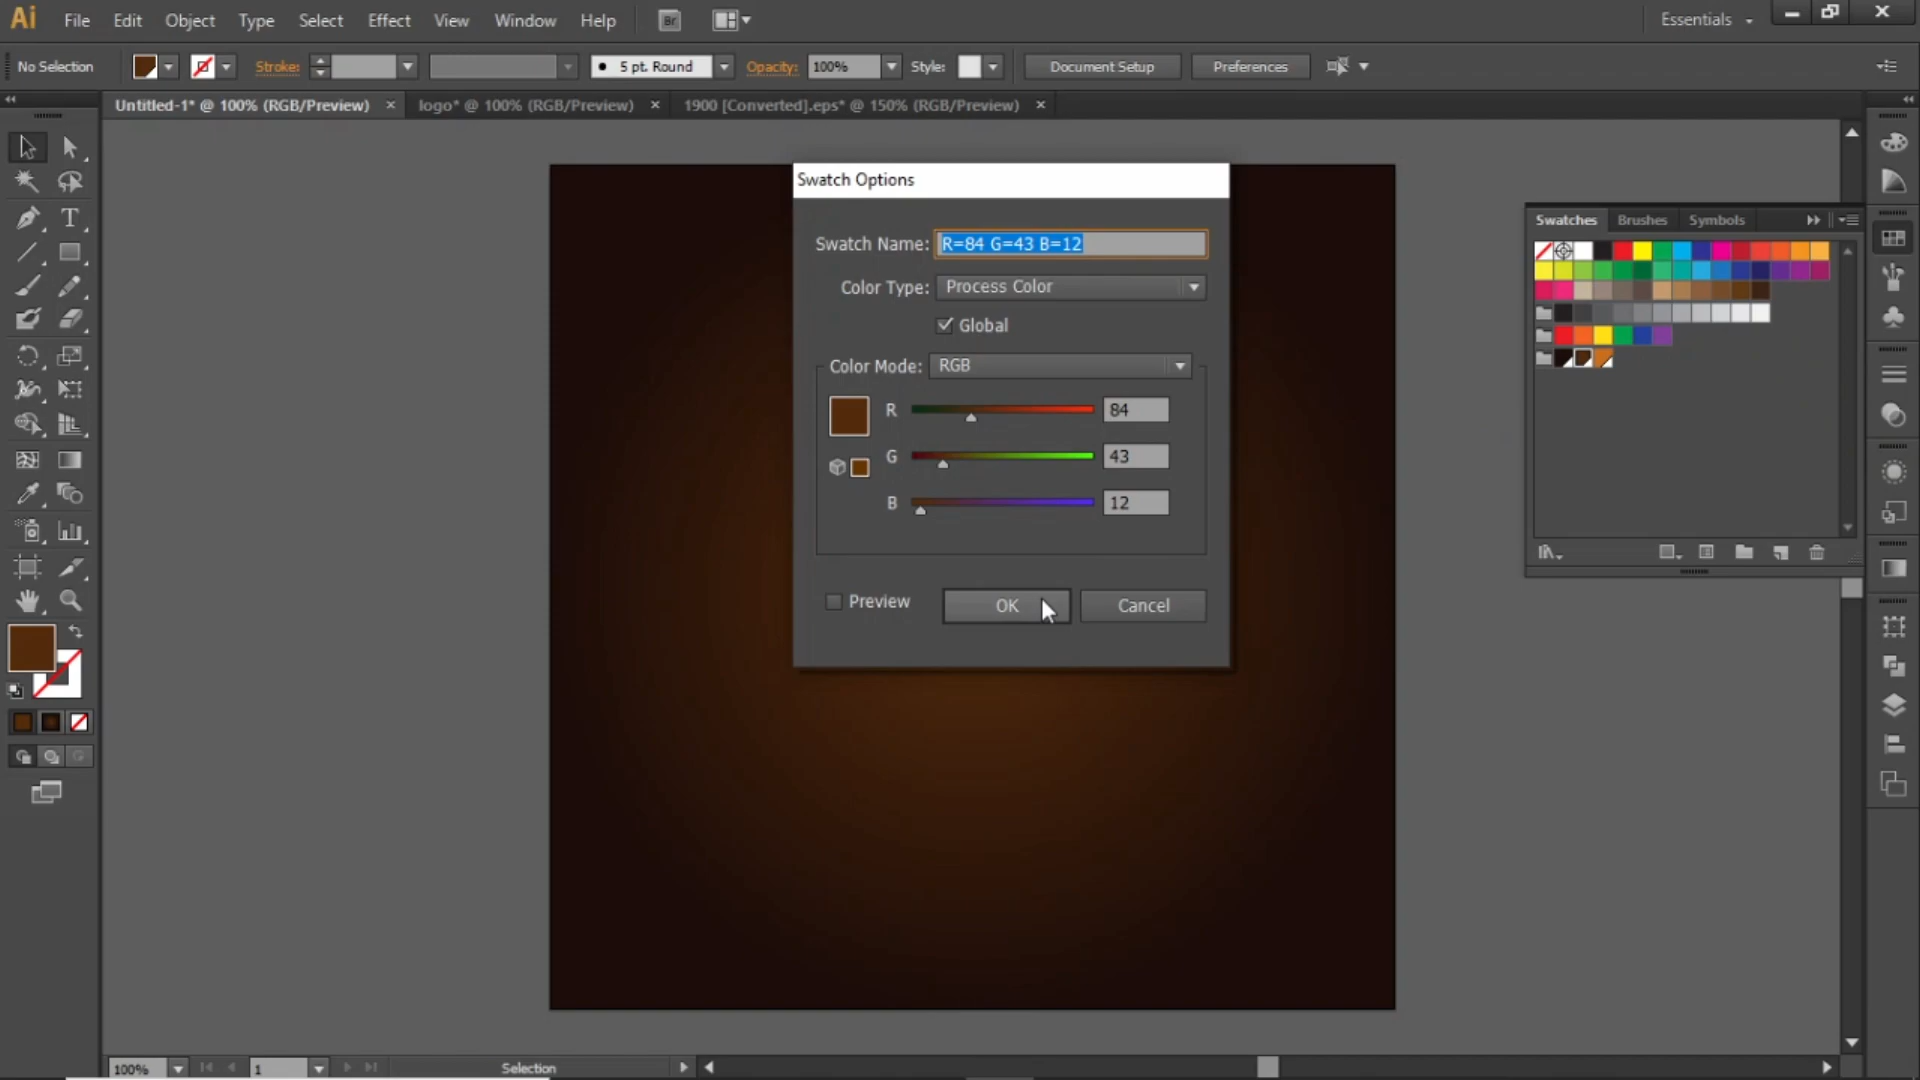 Ai File Edit Object Type Select Effect View Window Help Br Essentials
No Selection Stroke: 5 pt. Round Opacity: 100% Style: Document Setup Preferences
Untitled-1* @ 100% (RGB/Preview) × logo* @ 100% (RGB/Preview) × 1900 [Converted].eps* @ 150% (RGB/Preview) ×
Swatch Options
Swatch Name: R=84 G=43 B=12
Color Type: Process Color
Global
Color Mode: RGB
R 84
G 43
B 12
Preview OK Cancel
Swatches Brushes Symbols
T
100% 1 Selection